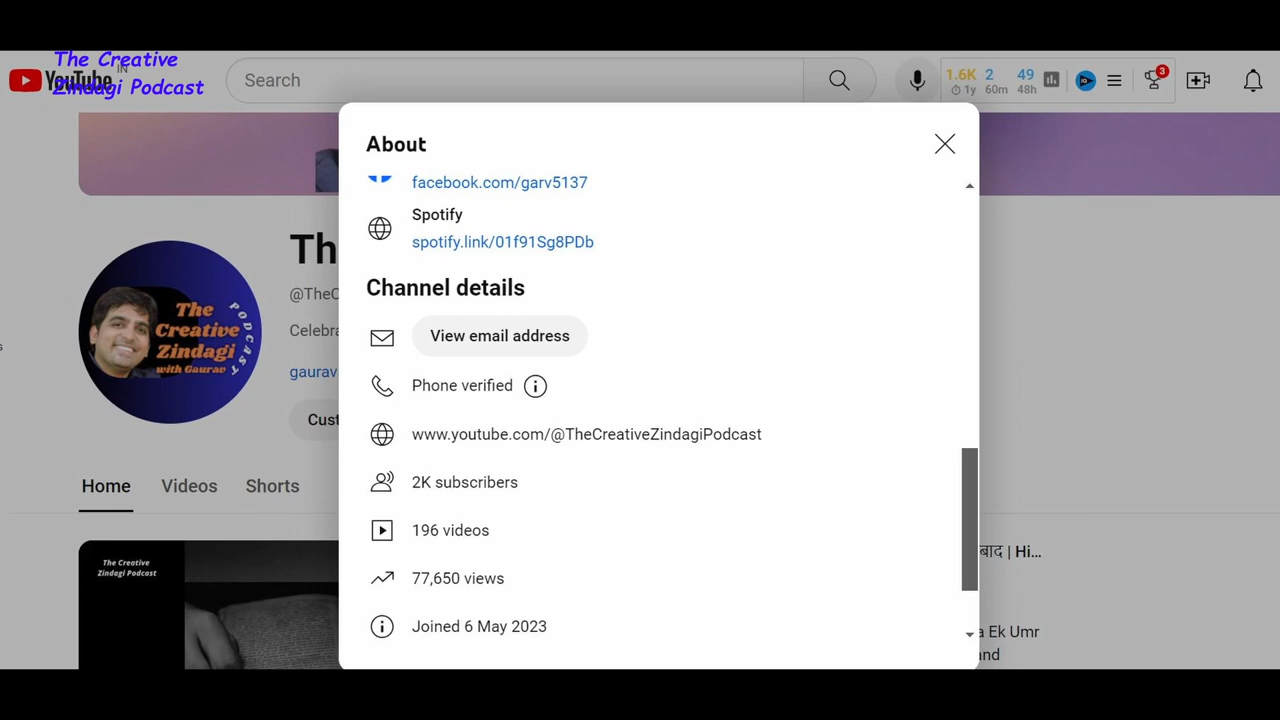 The Creative
Zindagi Podcast
YouTube IN
Search
1.6K 2 49
1y 60m 48h
3
About
facebook.com/garv5137
Spotify
spotify.link/01f91Sg8PDb
Channel details
View email address
Phone verified
www.youtube.com/@TheCreativeZindagiPodcast
2K subscribers
196 videos
77,650 views
Joined 6 May 2023
Th
@TheC
Celebra
gaurav
Cust
The
Creative
Zindagi
with Gaurav
PODCAST
Home Videos Shorts
The Creative
Zindagi Podcast
बाद | Hi...
a Ek Umr
and